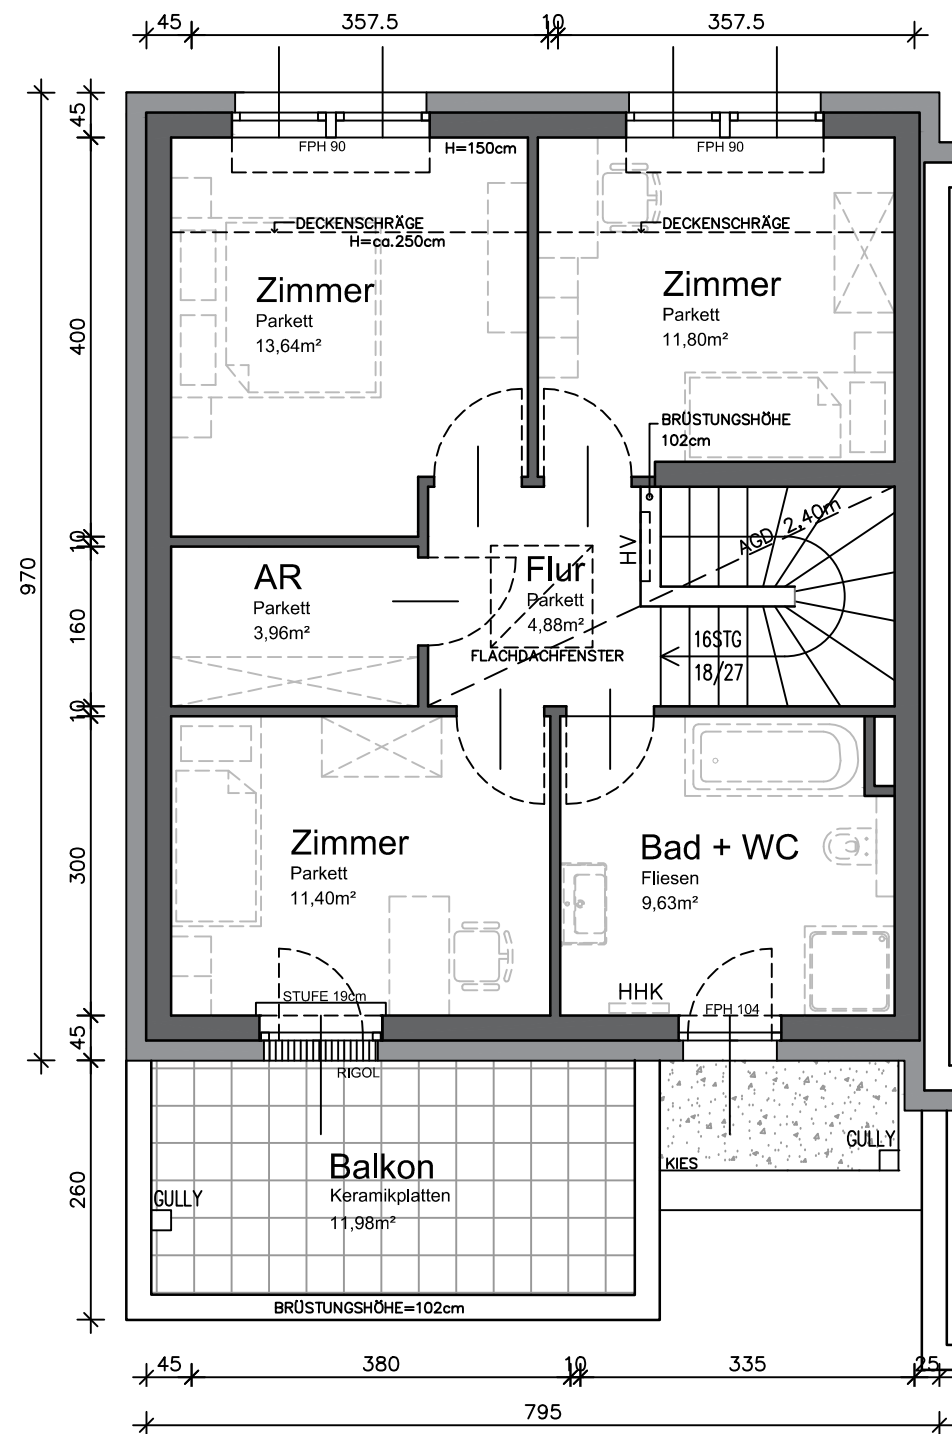 45 357.5 10 357.5
45
FPH 90
H=150cm
FPH 90
DECKENSCHRÄGE
H=ca.250cm
DECKENSCHRÄGE
Zimmer
Parkett
13,64m²
Zimmer
Parkett
11,80m²
400
BRÜSTUNGSHÖHE
102cm
AGD 2,40m
HV
10
970
AR
Parkett
3,96m²
Flur
Parkett
4,88m²
FLACHDACHFENSTER
160
16STG
18/27
10
Zimmer
Parkett
11,40m²
Bad + WC
Fliesen
9,63m²
300
STUFE 19cm
HHK
FPH 104
45
RIGOL
GULLY
KIES
260
Balkon
Keramikplatten
11,98m²
GULLY
BRÜSTUNGSHÖHE=102cm
45 380 10 335 25
795